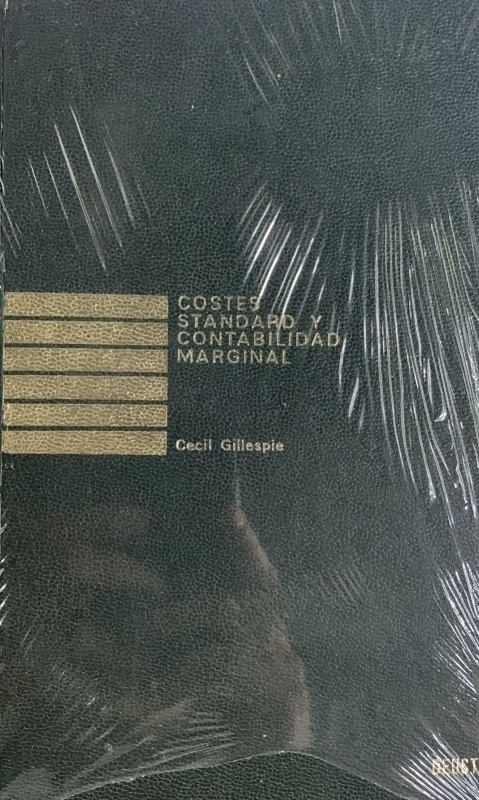 COSTES
STANDARD Y
CONTABILIDAD
MARGINAL
Cecil Gillespie